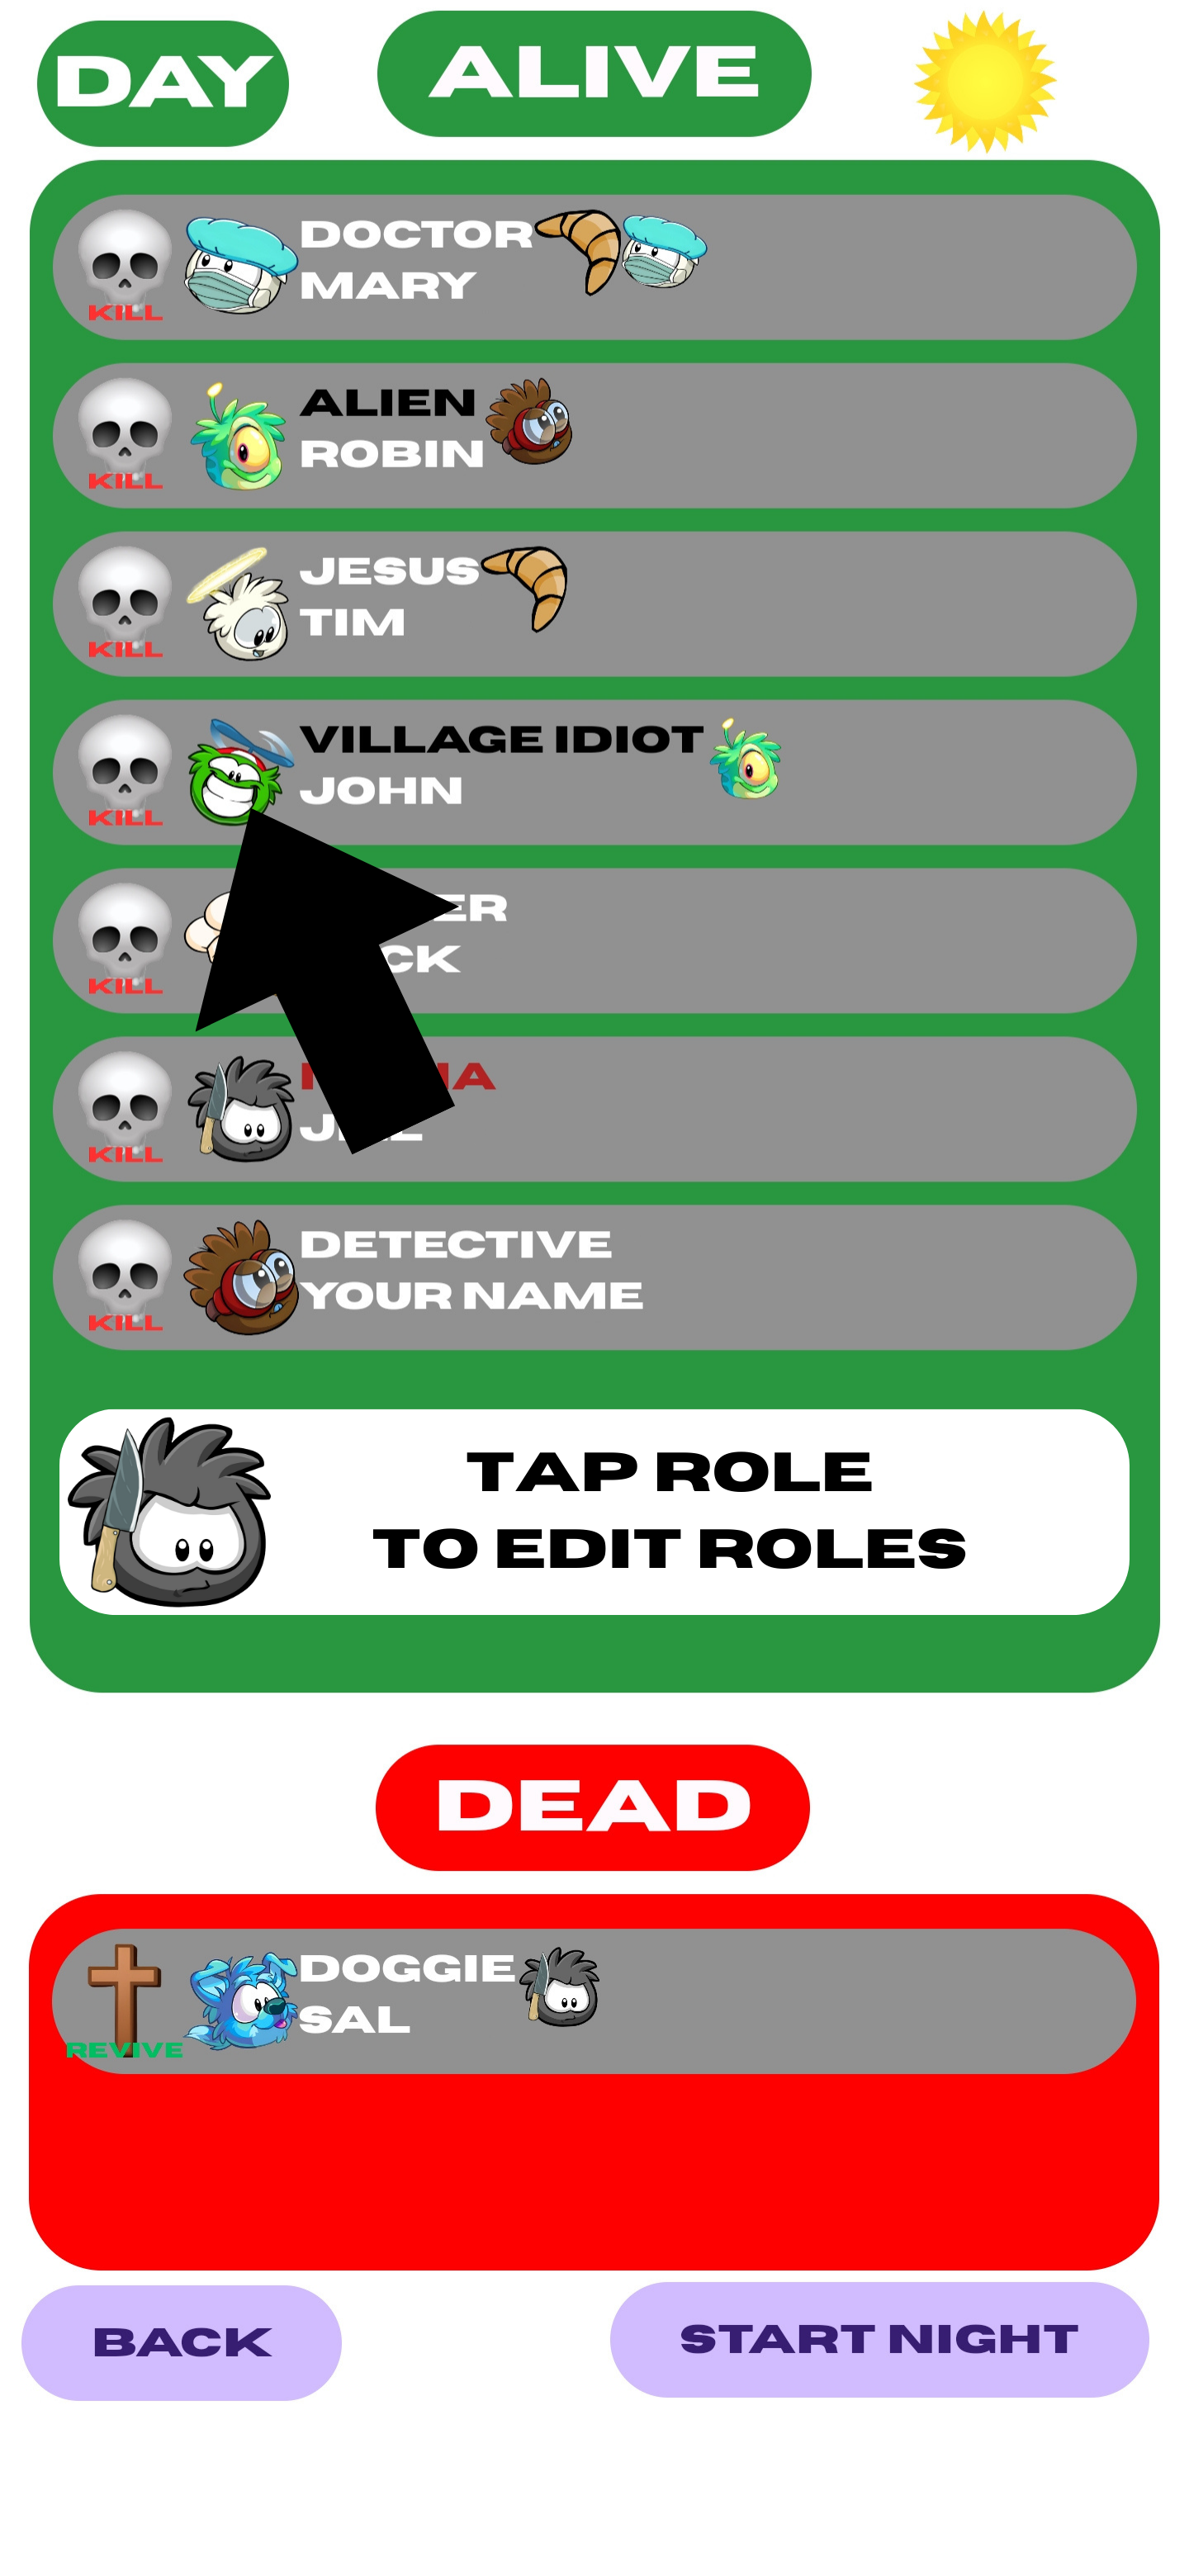 DAY
ALIVE
KILL
DOCTOR
MARY
KILL
ALIEN
ROBIN
KILL
JESUS
TIM
KILL
VILLAGE IDIOT
JOHN
KILL
KILL
KILL
DETECTIVE
YOUR NAME
TAP ROLE
TO EDIT ROLES
DEAD
REVIVE
DOGGIE
SAL
BACK
START NIGHT